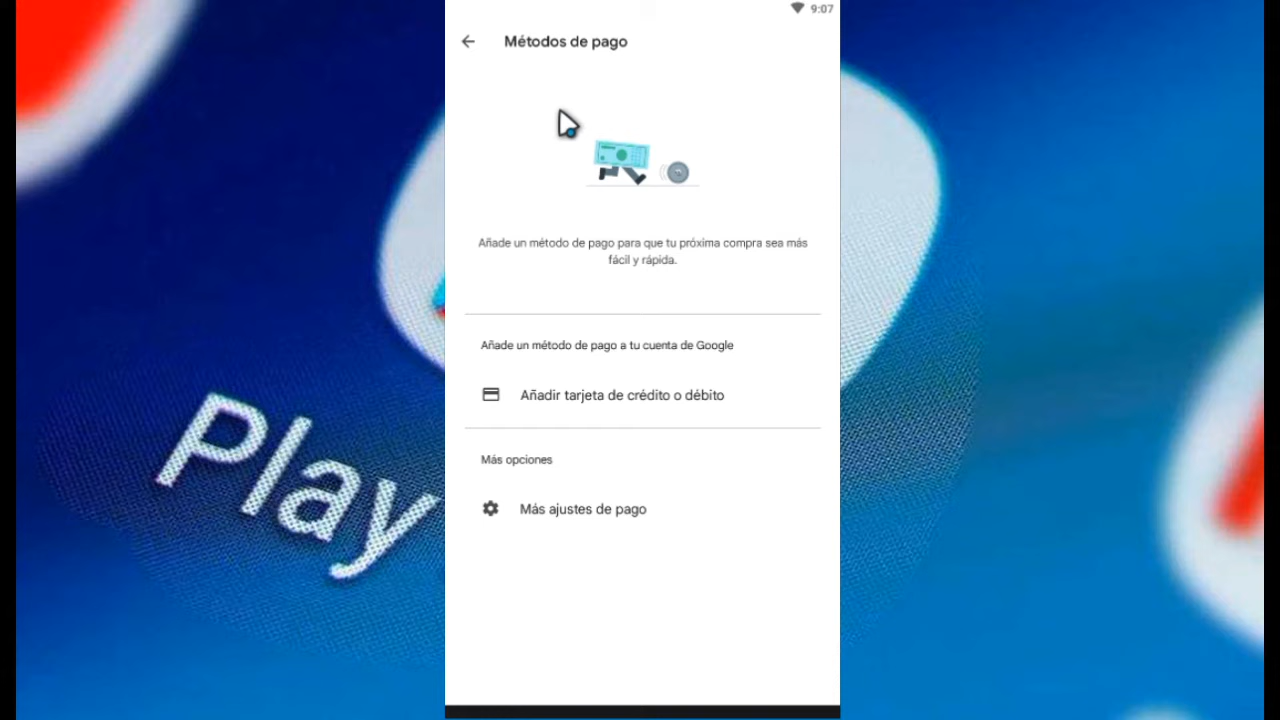 9:07
Métodos de pago
Añade un método de pago para que tu próxima compra sea más
fácil y rápida.
Añade un método de pago a tu cuenta de Google
Añadir tarjeta de crédito o débito
Más opciones
Más ajustes de pago
Play